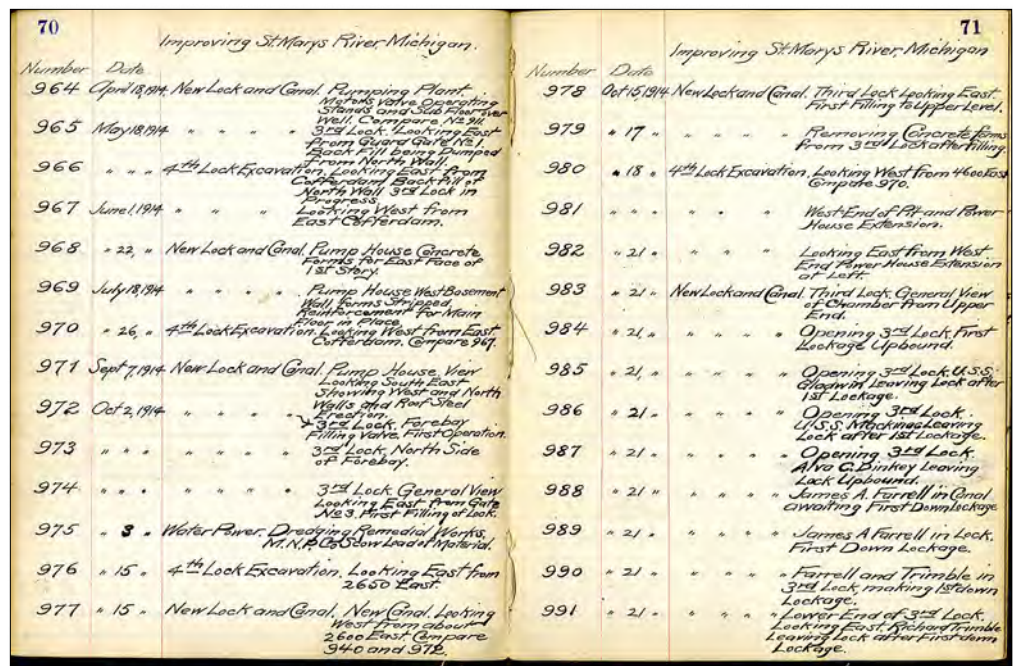 70
Improving St. Marys River, Michigan.
Number Date
964 April 18, 1914 New Lock and Canal. Pumping Plant
Motors Valve Operating
Stands and Sub Floor over
Well. Compare No 911.
965 May 18, 1914 " " " " 3rd Lock. Looking East
from Guard Gate No 1.
Back Fill being Dumped
from North Wall.
966 " " " 4th Lock Excavation, Looking East from
Cofferdam Back Fill of
North Wall 3rd Lock in
Progress.
967 June 1, 1914 " " " Looking West from
East Cofferdam.
968 " 22, " New Lock and Canal. Pump House Concrete
Forms for East Face of
1st Story.
969 July 18, 1914 " " " " Pump House West Basement
Wall, Forms Stripped,
Reinforcement for Main
Floor in Place.
970 " 26, " 4th Lock Excavation. Looking West from East
Cofferdam. Compare 967.
971 Sept 7, 1914 New Lock and Canal. Pump House. View
Looking South East
Showing West and North
Walls and Roof Steel
Erection.
972 Oct 2, 1914 " " " " 3rd Lock, Forebay
Filling Valve, First Operation.
973 " " " " " " " 3rd Lock, North Side
of Forebay.
974 " " " " " " " 3rd Lock General View
Looking East from Gate
No 3. First Filling of Lock.
975 " 3 " Water Power. Dredging, Remedial Works,
M.N.P. Co Scow Load of Material.
976 " 15 " 4th Lock Excavation. Looking East from
2650 East.
977 " 15 " New Lock and Canal. New Canal. Looking
West from about
2600 East. Compare
940 and 972.
71
Improving St. Marys River, Michigan
Number Date
978 Oct 15, 1914 New Lock and Canal. Third Lock Looking East.
First Filling to Upper Level.
979 " 17 " " " " " Removing Concrete forms
from 3rd Lock after filling.
980 " 18 " 4th Lock Excavation. Looking West from 4600 East
Compare 970.
981 " " " " " " West End of Pit and Power
House Extension.
982 " 21 " " " " Looking East from West
End Power House Extension
at Left.
983 " 21 " New Lock and Canal. Third Lock. General View
of Chamber from Upper
End.
984 " 21, " " " " " Opening 3rd Lock, First
Lockage Upbound.
985 " 21, " " " " " Opening 3rd Lock. U.S.S.
Gladwin Leaving Lock after
1st Lockage.
986 " 21 " " " " " Opening 3rd Lock.
U.S.S. Mackinac Leaving
Lock after 1st Lockage.
987 " 21 " " " " " Opening 3rd Lock.
Alva C. Dinkey Leaving
Lock Upbound.
988 " 21 " " " " " James A. Farrell in Canal
awaiting First Down Lockage
989 " 21 " " " " " James A Farrell in Lock.
First Down Lockage.
990 " 21 " " " " " Farrell and Trimble in
3rd Lock, making 1st down
Lockage.
991 " 21 " " " " " Lower End of 3rd Lock.
Looking East. Richard Trimble
Leaving Lock after First down
Lockage.